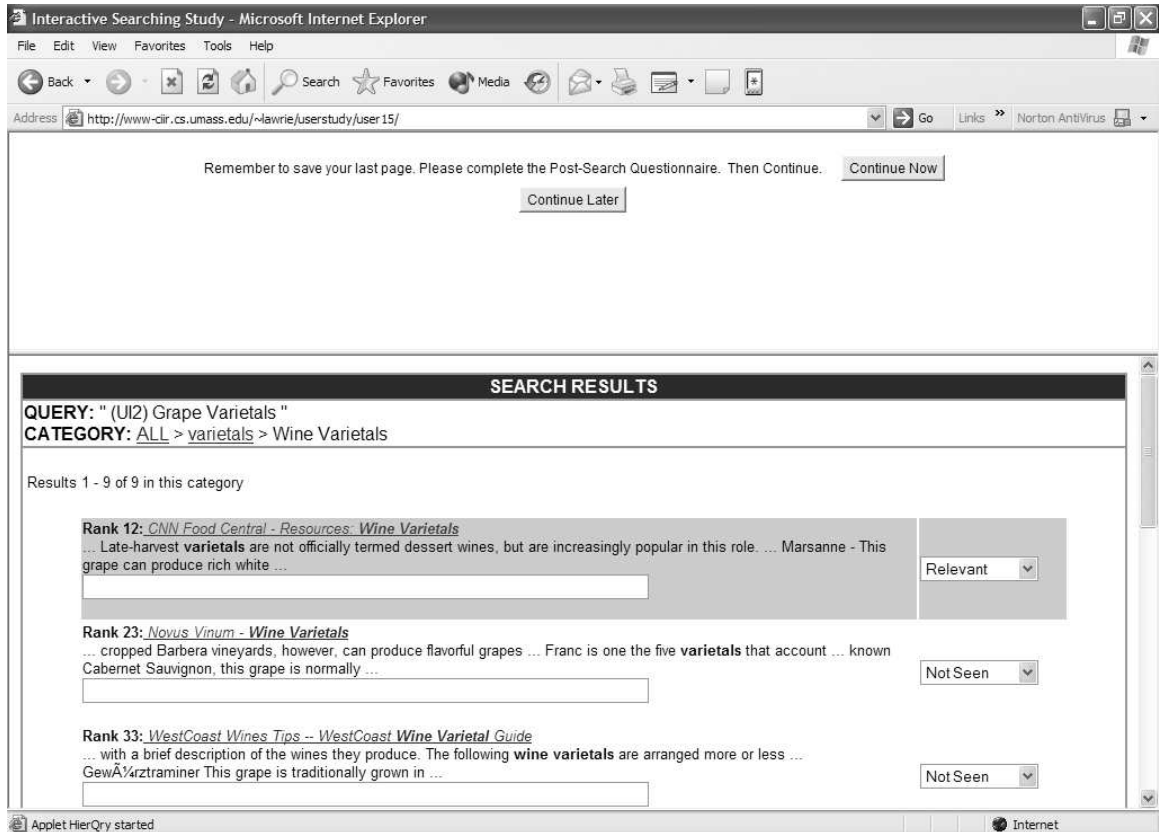 Interactive Searching Study - Microsoft Internet Explorer
File Edit View Favorites Tools Help
Back Search Favorites Media
Address http://www-ciir.cs.umass.edu/~lawrie/userstudy/user15/ Go Links » Norton AntiVirus
Remember to save your last page. Please complete the Post-Search Questionnaire. Then Continue. Continue Now
Continue Later
SEARCH RESULTS
QUERY: " (UI2) Grape Varietals "
CATEGORY: ALL > varietals > Wine Varietals
Results 1 - 9 of 9 in this category
Rank 12: CNN Food Central - Resources: Wine Varietals
... Late-harvest varietals are not officially termed dessert wines, but are increasingly popular in this role. ... Marsanne - This
grape can produce rich white ...
Relevant
Rank 23: Novus Vinum - Wine Varietals
... cropped Barbera vineyards, however, can produce flavorful grapes ... Franc is one the five varietals that account ... known
Cabernet Sauvignon, this grape is normally ...
Not Seen
Rank 33: WestCoast Wines Tips -- WestCoast Wine Varietal Guide
... with a brief description of the wines they produce. The following wine varietals are arranged more or less ...
GewÃ¼rztraminer This grape is traditionally grown in ...
Not Seen
Applet HierQry started Internet